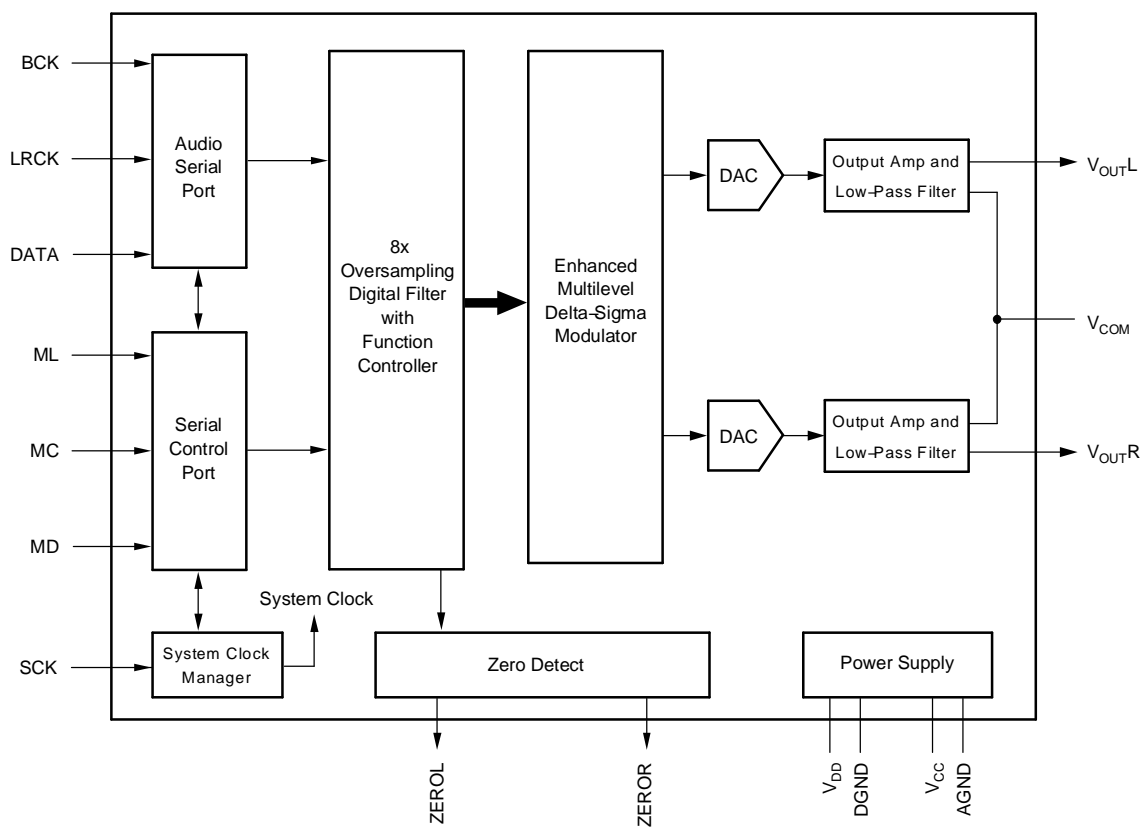 BCK
LRCK
DATA
ML
MC
MD
SCK
Audio
Serial
Port
Serial
Control
Port
System Clock
Manager
System Clock
8x
Oversampling
Digital Filter
with
Function
Controller
Enhanced
Multilevel
Delta–Sigma
Modulator
DAC
Output Amp and
Low–Pass Filter
VOUTL
VCOM
DAC
Output Amp and
Low–Pass Filter
VOUTR
Zero Detect
Power Supply
ZEROL
ZEROR
VDD
DGND
VCC
AGND